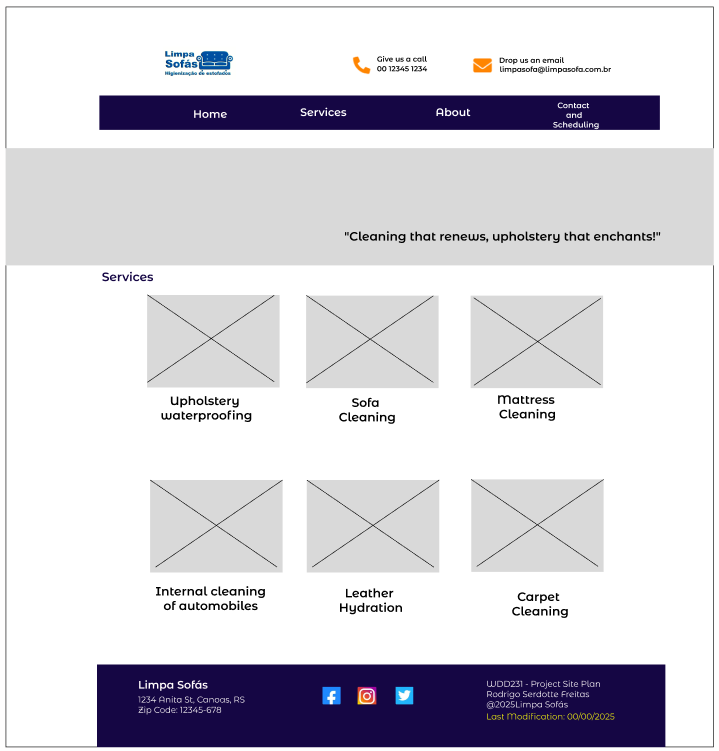 Limpa
Sofás
Higienização de estofados
Give us a call
00 12345 1234
Drop us an email
limpasofa@limpasofa.com.br
Home
Services
About
Contact
and
Scheduling
"Cleaning that renews, upholstery that enchants!"
Services
Upholstery
waterproofing
Sofa
Cleaning
Mattress
Cleaning
Internal cleaning
of automobiles
Leather
Hydration
Carpet
Cleaning
Limpa Sofás
1234 Anita St, Canoas, RS
Zip Code: 12345-678
WDD231 - Project Site Plan
Rodrigo Serdotte Freitas
@2025Limpa Sofás
Last Modification: 00/00/2025